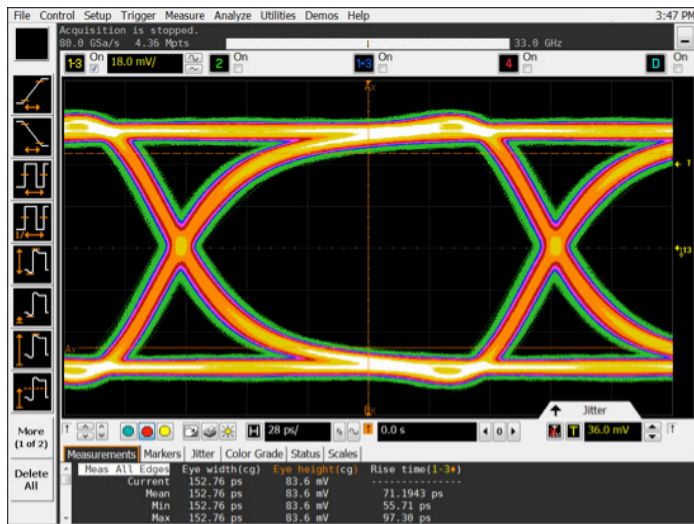 File Control Setup Trigger Measure Analyze Utilities Demos Help 3:47 PM
Acquisition is stopped.
80.0 GSa/s 4.36 Mpts 33.0 GHz
1-3 On 18.0 mV/ 2 On 1+3 On 4 On D On
Ax
T
13
Ay
Bx
Jitter
More
(1 of 2)
Delete
All
H 28 ps/ 0.0 s 0 T 36.0 mV
Measurements Markers Jitter Color Grade Status Scales
Meas All Edges Eye width(cg) Eye height(cg) Rise time(1-3♦)
Current 152.76 ps 83.6 mV ---------------
Mean 152.76 ps 83.6 mV 71.1943 ps
Min 152.76 ps 83.6 mV 55.71 ps
Max 152.76 ps 83.6 mV 97.30 ps